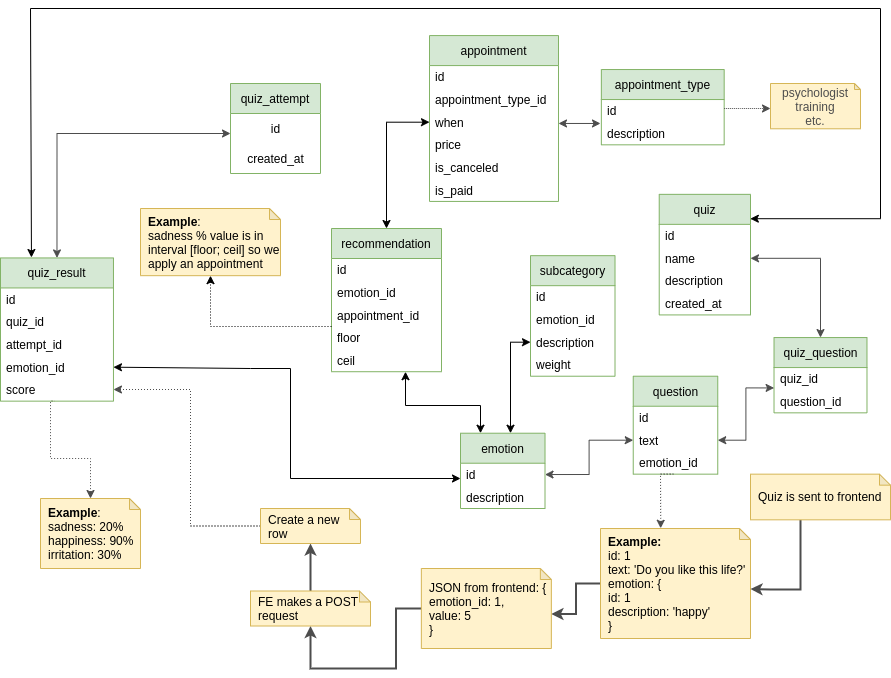 appointment
id
appointment_type_id
when
price
is_canceled
is_paid
appointment_type
id
description
psychologist
training
etc.
quiz_attempt
id
created_at
quiz
id
name
description
created_at
Example:
sadness % value is in
interval [floor; ceil] so we
apply an appointment
recommendation
id
emotion_id
appointment_id
floor
ceil
subcategory
id
emotion_id
description
weight
quiz_result
id
quiz_id
attempt_id
emotion_id
score
quiz_question
quiz_id
question_id
question
id
text
emotion_id
emotion
id
description
Example:
sadness: 20%
happiness: 90%
irritation: 30%
Create a new
row
FE makes a POST
request
JSON from frontend: {
emotion_id: 1,
value: 5
}
Example:
id: 1
text: 'Do you like this life?'
emotion: {
id: 1
description: 'happy'
}
Quiz is sent to frontend